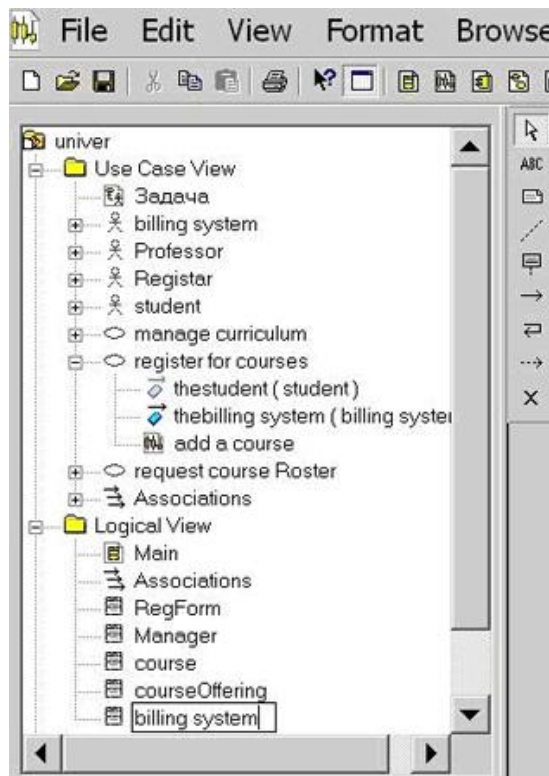 File Edit View Format Browse
univer
Use Case View
Задача
billing system
Professor
Registar
student
manage curriculum
register for courses
thestudent ( student )
thebilling system ( billing syste
add a course
request course Roster
Associations
Logical View
Main
Associations
RegForm
Manager
course
courseOffering
billing system
ABC